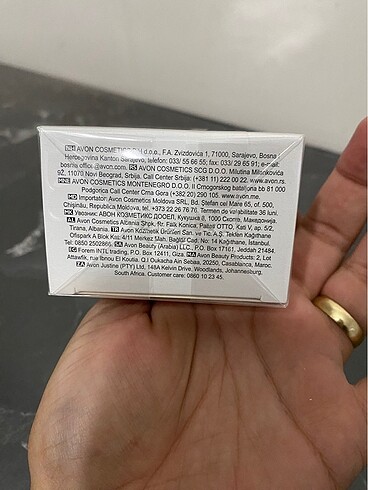 BIH AVON COSMETICS BIH d.o.o., F.A. Zvizdovića 1, 71000, Sarajevo, Bosna i
Hercegovina Kanton Sarajevo, telefon: 033/ 55 66 55; fax: 033/ 29 65 91; e-mail:
bosnia.office@avon.com. RS AVON COSMETICS SCG D.O.O. Milutina Milankovića
9Ž, 11070 Novi Beograd, Srbija. Call Center Srbija: (+381 11) 222 00 22, www.avon.rs.
MNE AVON COSMETICS MONTENEGRO D.O.O. II Crnogorskog bataljona bb 81 000
Podgorica Call Center Crna Gora (+382 20) 290 105. www.avon.me.
MD Importator: Avon Cosmetics Moldova SRL, Bd. Ştefan cel Mare 65, of. 500,
Chişinău, Republica Moldova, tel.+373 22 26 76 76. Termen de valabilitate 36 luni.
MK Увозник: АВОН КОЗМЕТИКС ДООЕЛ, Кукушка 8, 1000 Скопје, Македонија.
AL Avon Cosmetics Albania Shpk, Rr. Faik Konica, Pallati OTTO, Kati V, ap. 5/2,
Tirana, Albania. TR Avon Kozmetik Ürünleri San. ve Tic. A.Ş. Tekfen Kağıthane
Ofispark A Blok Kat: 4/11 Merkez Mah. Bağlar Cad. No: 14 Kağıthane, İstanbul.
Tel: 0850 2502866. SA Avon Beauty (Arabia) LLC., P.O. Box 17161, Jeddah 21484.
Forem INTL trading, P.O. Box 12411, Giza. MA Avon Beauty Products: 2, Lot
Attawfik, rue Ibnou El Koutia. Q.I Oukacha Ain Sebaa, 20250, Casablanca, Maroc.
ZA Avon Justine (PTY) Ltd, 148A Kelvin Drive, Woodlands, Johannesburg,
South Africa. Customer care: 0860 10 23 45.